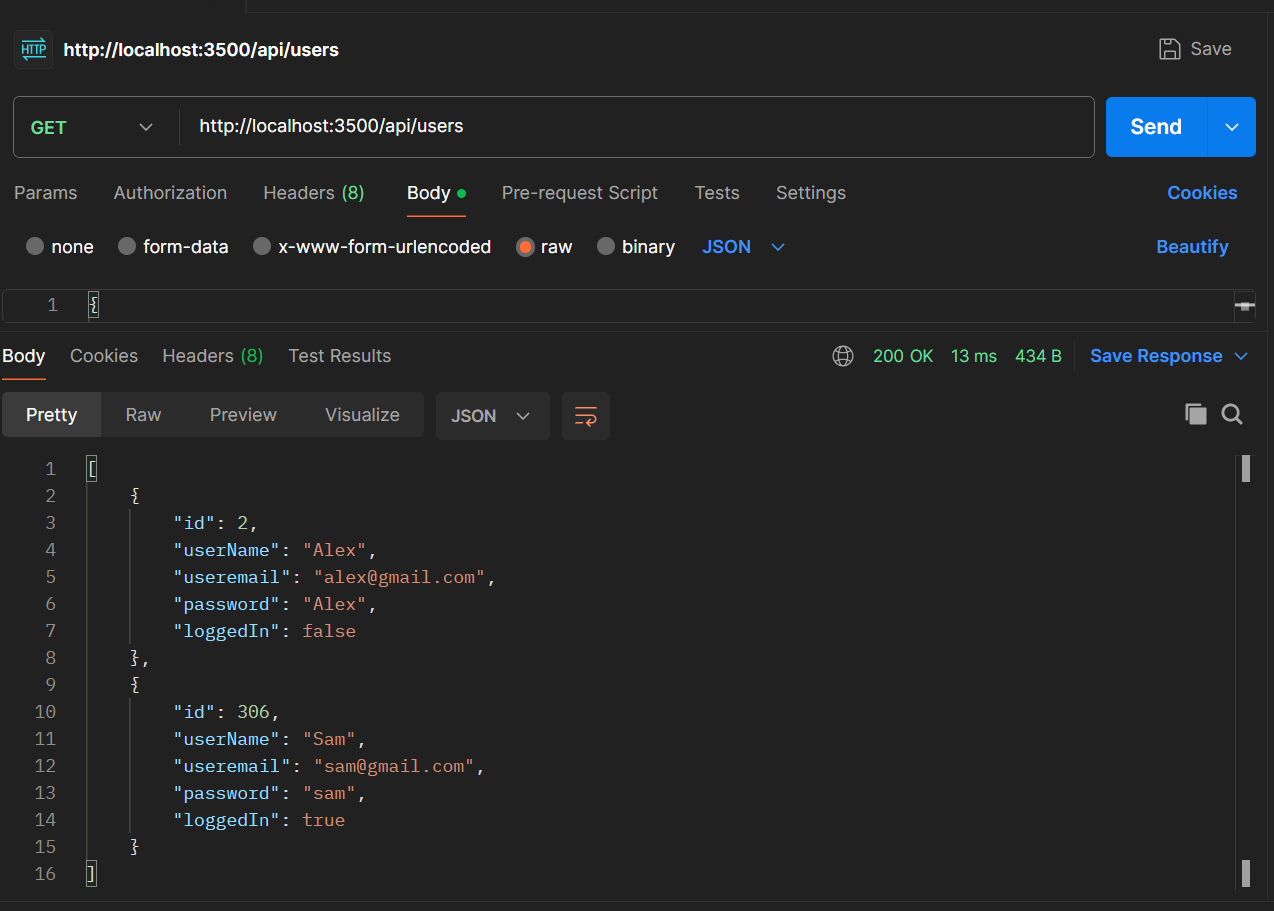 HTTP http://localhost:3500/api/users Save
GET http://localhost:3500/api/users Send
Params Authorization Headers (8) Body Pre-request Script Tests Settings Cookies
none form-data x-www-form-urlencoded raw binary JSON Beautify
1 {
Body Cookies Headers (8) Test Results 200 OK 13 ms 434 B Save Response
Pretty Raw Preview Visualize JSON
1 [
2 {
3 "id": 2,
4 "userName": "Alex",
5 "useremail": "alex@gmail.com",
6 "password": "Alex",
7 "loggedIn": false
8 },
9 {
10 "id": 306,
11 "userName": "Sam",
12 "useremail": "sam@gmail.com",
13 "password": "sam",
14 "loggedIn": true
15 }
16 ]